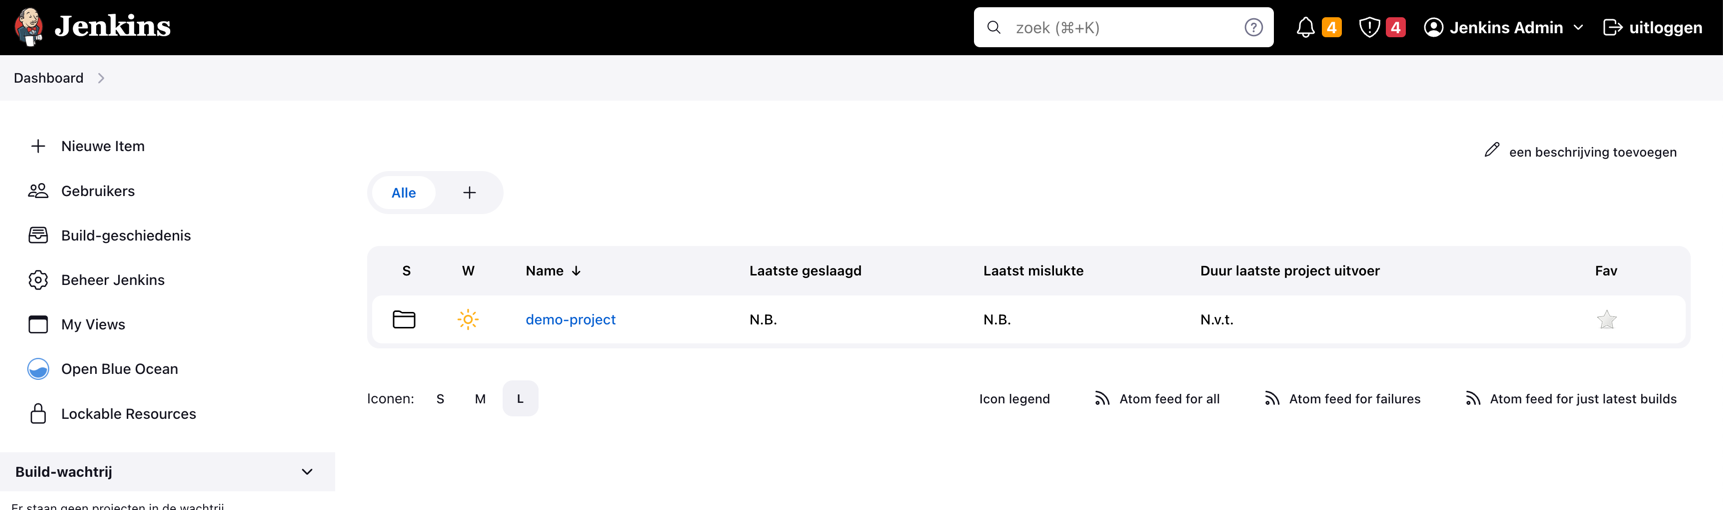 Jenkins
zoek (⌘+K)
4
4
Jenkins Admin
uitloggen
Dashboard
Nieuwe Item
Gebruikers
Build-geschiedenis
Beheer Jenkins
My Views
Open Blue Ocean
Lockable Resources
Build-wachtrij
Er staan geen projecten in de wachtrij
een beschrijving toevoegen
Alle +
S W Name ↓ Laatste geslaagd Laatst mislukte Duur laatste project uitvoer Fav
demo-project N.B. N.B. N.v.t.
Iconen: S M L
Icon legend Atom feed for all Atom feed for failures Atom feed for just latest builds